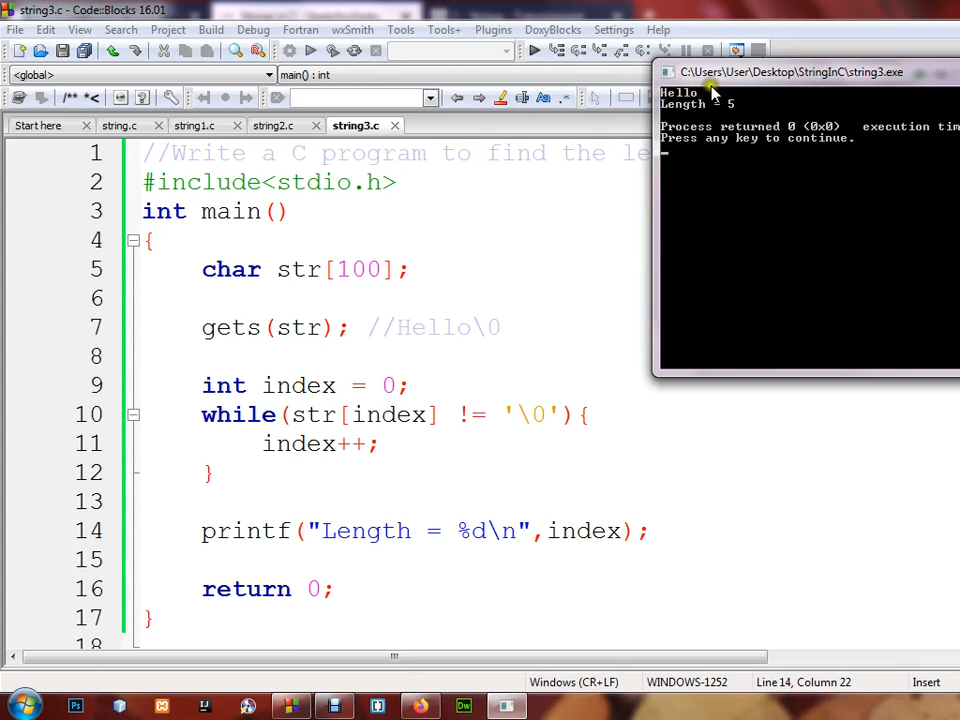 string3.c - Code::Blocks 16.01
File Edit View Search Project Build Debug Fortran wxSmith Tools Tools+ Plugins DoxyBlocks Settings Help
<global> main() : int
/** *<
Start here string.c string1.c string2.c string3.c
C:\Users\User\Desktop\StringInC\string3.exe
Hello
Length = 5
Process returned 0 (0x0) execution tim
Press any key to continue.
1 //Write a C program to find the le
2 #include<stdio.h>
3 int main()
4 {
5 char str[100];
6
7 gets(str); //Hello\0
8
9 int index = 0;
10 while(str[index] != '\0'){
11 index++;
12 }
13
14 printf("Length = %d\n",index);
15
16 return 0;
17 }
18
Windows (CR+LF) WINDOWS-1252 Line 14, Column 22 Insert
Ps IJ Dw